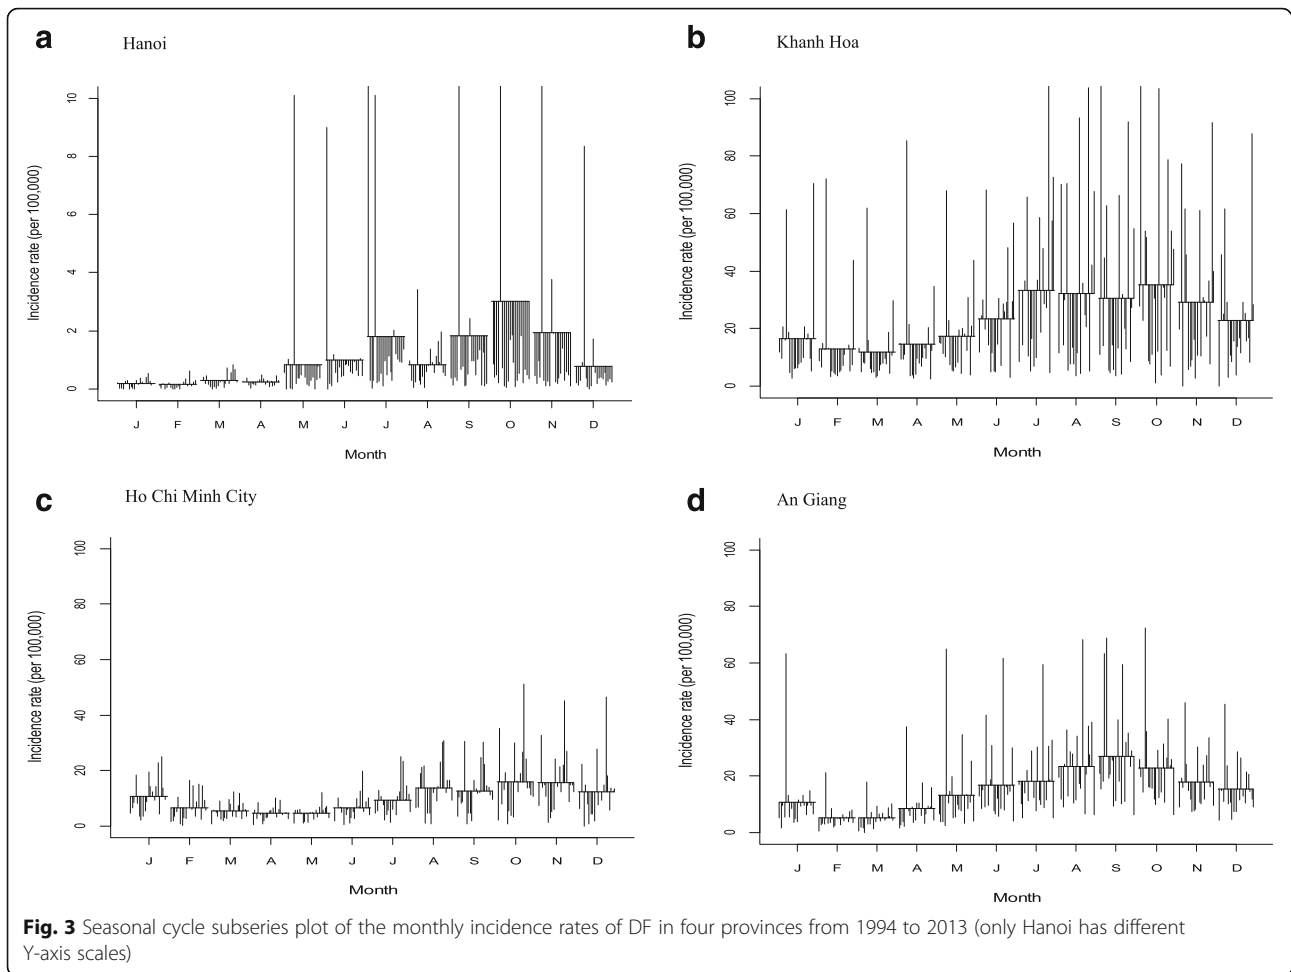 a
Hanoi
Incidence rate (per 100,000)
10
8
6
4
2
0
J F M A M J J A S O N D
Month
b
Khanh Hoa
Incidence rate (per 100,000)
100
80
60
40
20
0
J F M A M J J A S O N D
Month
c
Ho Chi Minh City
Incidence rate (per 100,000)
100
80
60
40
20
0
J F M A M J J A S O N D
Month
d
An Giang
Incidence rate (per 100,000)
100
80
60
40
20
0
J F M A M J J A S O N D
Month
Fig. 3 Seasonal cycle subseries plot of the monthly incidence rates of DF in four provinces from 1994 to 2013 (only Hanoi has different
Y-axis scales)